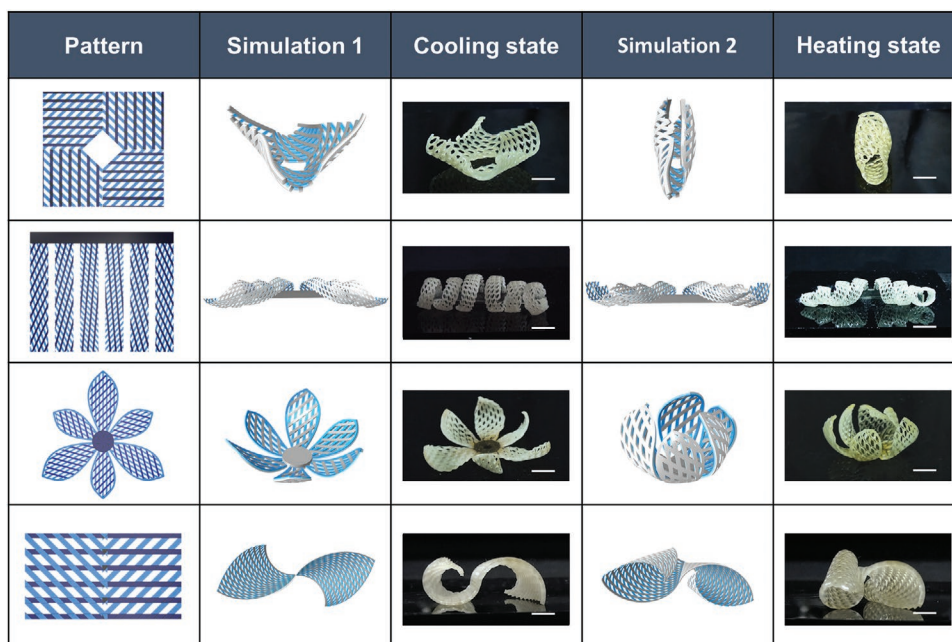 Pattern
Simulation 1
Cooling state
Simulation 2
Heating state